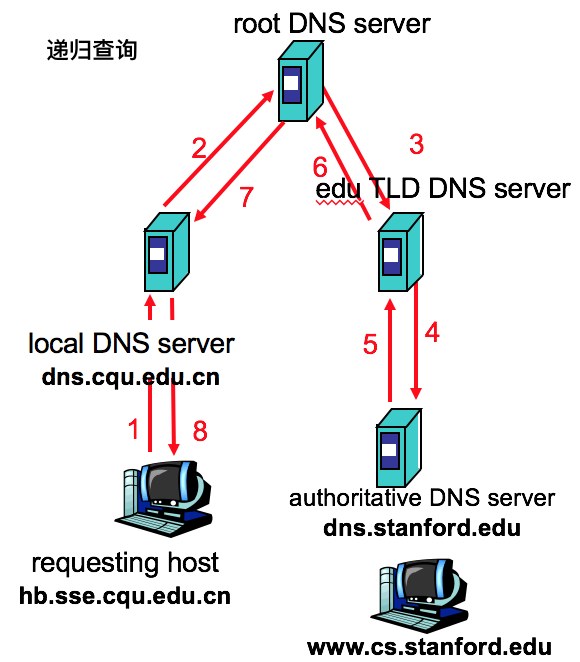 root DNS server
递归查询
2
3
6
7
edu TLD DNS server
local DNS server
dns.cqu.edu.cn
5
4
1
8
authoritative DNS server
dns.stanford.edu
requesting host
hb.sse.cqu.edu.cn
www.cs.stanford.edu